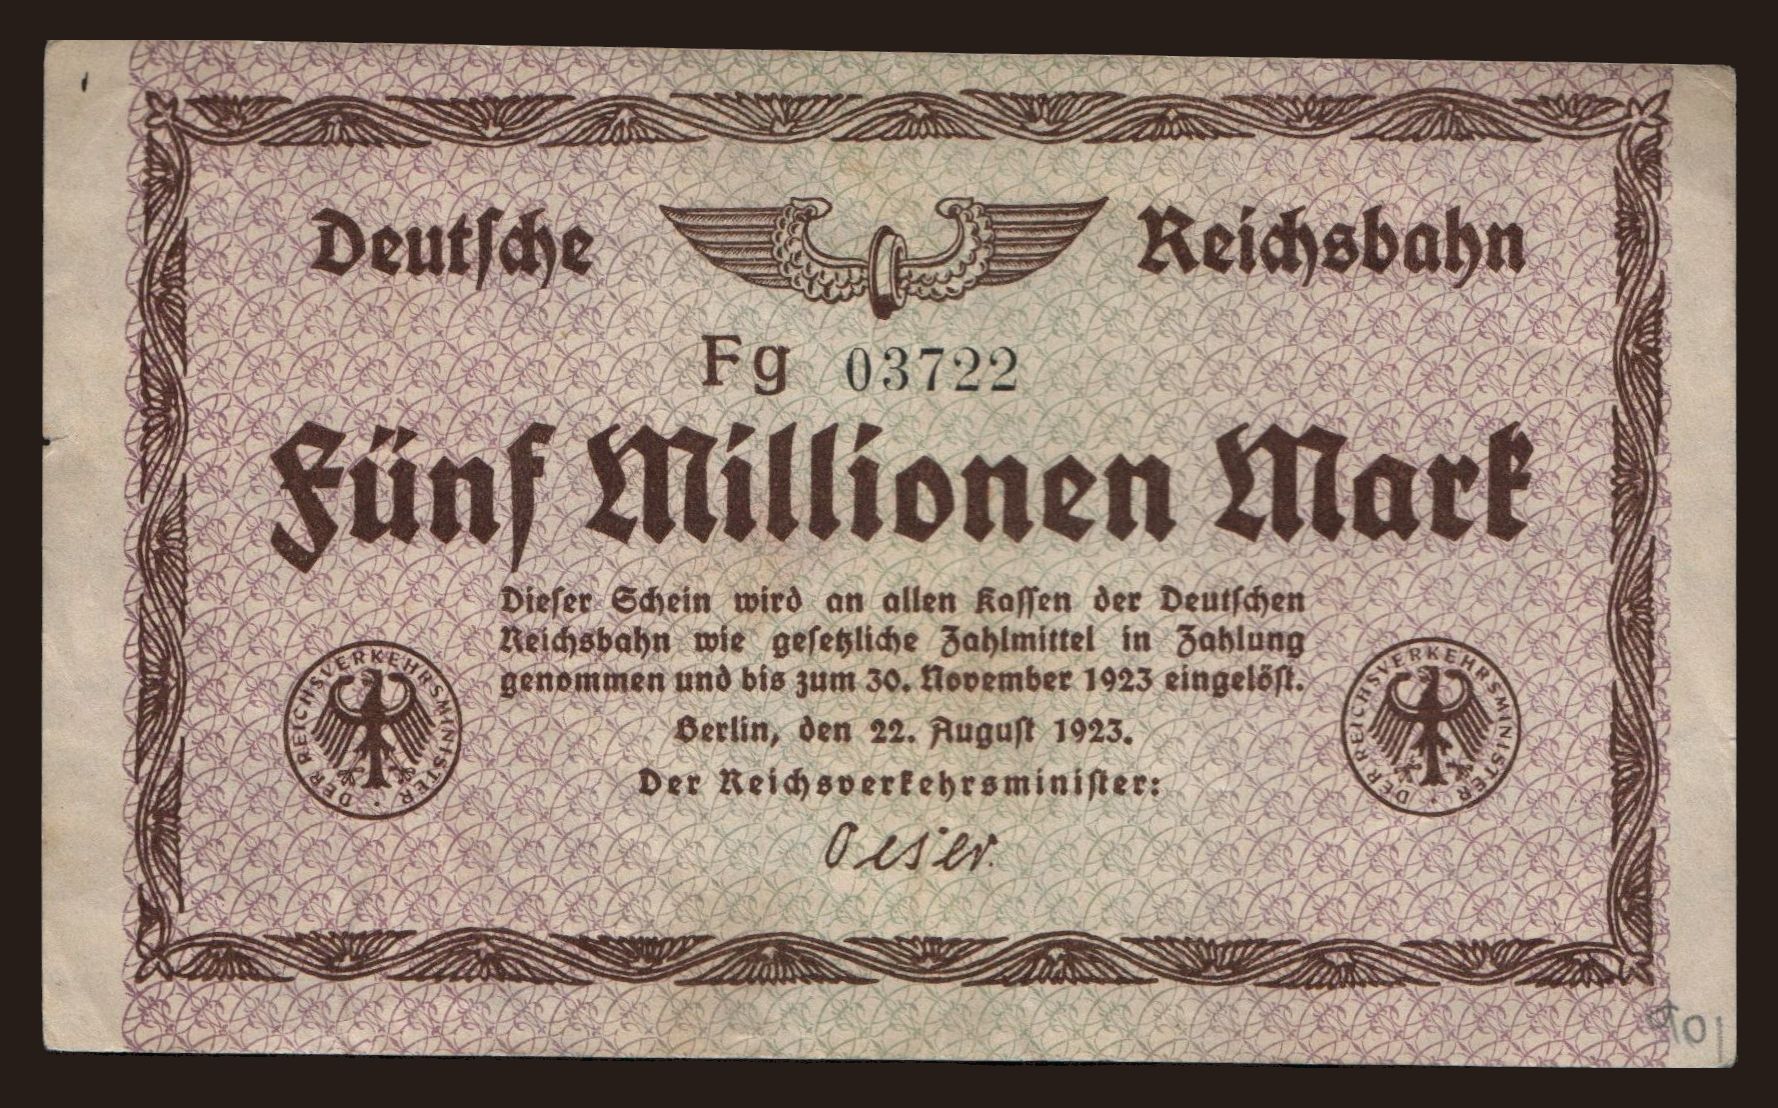 Deutſche Reichsbahn
Fg 03722
Fünf Millionen Mark
Dieſer Schein wird an allen Kaſſen der Deutſchen
Reichsbahn wie geſetzliche Zahlmittel in Zahlung
genommen und bis zum 30. November 1923 eingelöſt.
Berlin, den 22. Auguſt 1923.
Der Reichsverkehrsminiſter:
Oeser
DER REICHSVERKEHRSMINISTER
DER REICHSVERKEHRSMINISTER